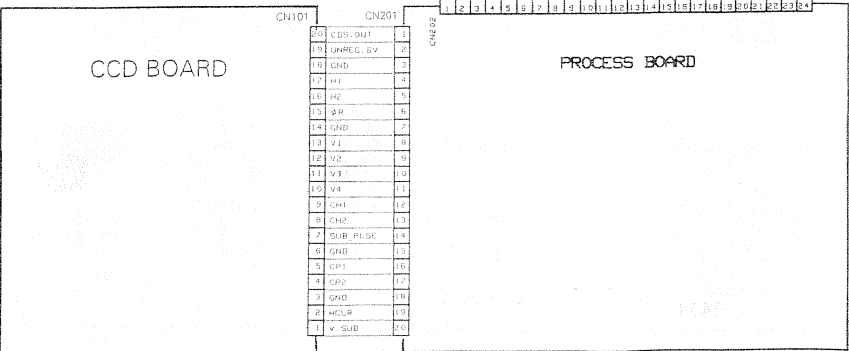 CN101 CN201
CN202
1 2 3 4 5 6 7 8 9 10 11 12 13 14 15 16 17 18 19 20 21 22 23 24
CCD BOARD
PROCESS BOARD
20 CDS.OUT 1
19 UNREG.6V 2
18 GND 3
17 H1 4
16 H2 5
15 ØR 6
14 GND 7
13 V1 8
12 V2 9
11 V3 10
10 V4 11
9 CH1 12
8 CH2 13
7 SUB PLSE 14
6 GND 15
5 CP1 16
4 CP2 17
3 GND 18
2 HCLR 19
1 V.SUB 20